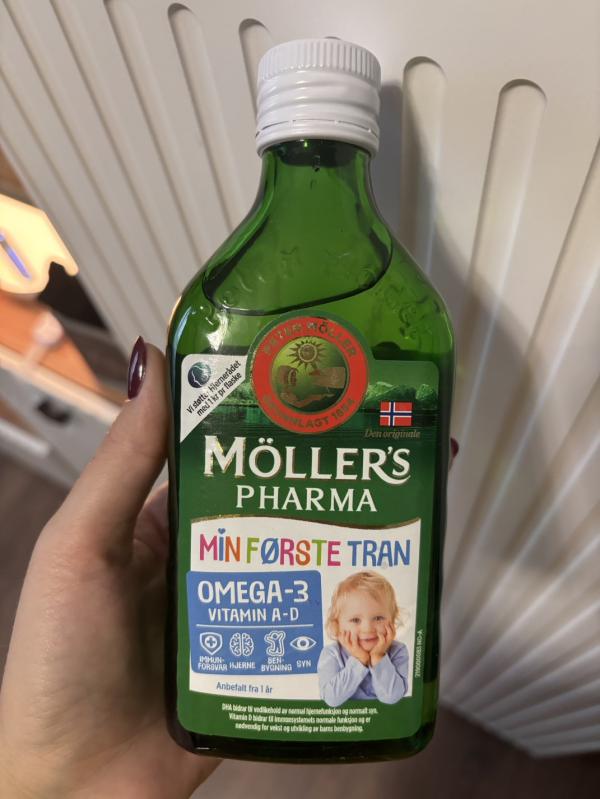 PETER MÖLLER
GRUNNLAGT 1854
Vi støtter Hjernerådet
med 1 kr pr flaske
Den originale
MÖLLER'S
PHARMA
MIN FØRSTE TRAN
OMEGA-3
VITAMIN A-D
IMMUN-
FORSVAR
HJERNE
BEN-
BYGNING
SYN
Anbefalt fra 1 år
DHA bidrar til vedlikehold av normal hjernefunksjon og normalt syn.
Vitamin D bidrar til immunsystemets normale funksjon og er
nødvendig for vekst og utvikling av barns benbygning.